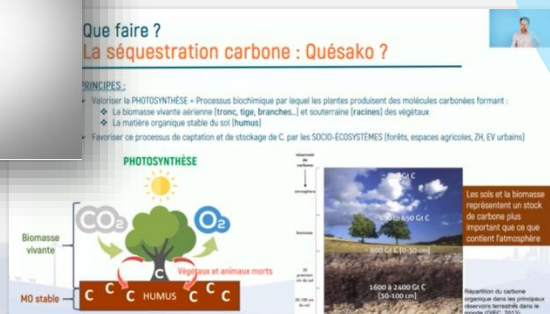 Que faire ?
La séquestration carbone : Quésako ?
PRINCIPES :
Valoriser la PHOTOSYNTHÈSE = Processus biochimique par lequel les plantes produisent des molécules carbonées formant :
La biomasse vivante aérienne (tronc, tige, branches...) et souterraine (racines) des végétaux
La matière organique stable du sol (humus)
Favoriser ce processus de captation et de stockage de C. par les SOCIO-ÉCOSYSTÈMES (forêts, espaces agricoles, ZH, EV urbains)
PHOTOSYNTHÈSE
CO2
O2
Biomasse
vivante
C
Végétaux et animaux morts
MO stable
C C C HUMUS C C C
réservoir
de
carbone
atmosphère
biomasse
650 Gt C
800 Gt C (0-30 cm)
1600 à 2400 Gt C
(30-100 cm)
Les sols et la biomasse
représentent un stock
de carbone plus
important que ce que
contient l'atmosphère
Répartition du carbone
organique dans les principaux
réservoirs terrestres dans le
monde (GIEC, 2013)